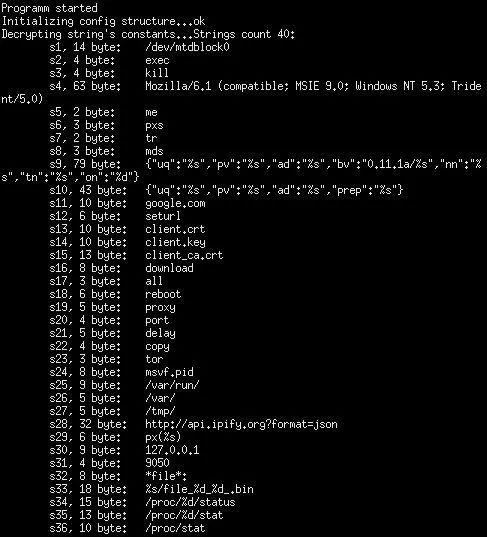 Programm started
Initializing config structure...ok
Decrypting string's constants...Strings count 40:
s1, 14 byte: /dev/mtdblock0
s2, 4 byte: exec
s3, 4 byte: kill
s4, 63 byte: Mozilla/6.1 (compatible; MSIE 9.0; Windows NT 5.3; Tride
nt/5.0)
s5, 2 byte: me
s6, 3 byte: pxs
s7, 2 byte: tr
s8, 3 byte: mds
s9, 79 byte: {"uq":"%s","pv":"%s","ad":"%s","bv":"0.11.1a/%s","nn":"%
s","tn":"%s","on":"%d"}
s10, 43 byte: {"uq":"%s","pv":"%s","ad":"%s","prep":"%s"}
s11, 10 byte: google.com
s12, 6 byte: seturl
s13, 10 byte: client.crt
s14, 10 byte: client.key
s15, 13 byte: client_ca.crt
s16, 8 byte: download
s17, 3 byte: all
s18, 6 byte: reboot
s19, 5 byte: proxy
s20, 4 byte: port
s21, 5 byte: delay
s22, 4 byte: copy
s23, 3 byte: tor
s24, 8 byte: msvf.pid
s25, 9 byte: /var/run/
s26, 5 byte: /var/
s27, 5 byte: /tmp/
s28, 32 byte: http://api.ipify.org?format=json
s29, 6 byte: px(%s)
s30, 9 byte: 127.0.0.1
s31, 4 byte: 9050
s32, 8 byte: *file*:
s33, 18 byte: %s/file_%d_%d_.bin
s34, 15 byte: /proc/%d/status
s35, 13 byte: /proc/%d/stat
s36, 10 byte: /proc/stat